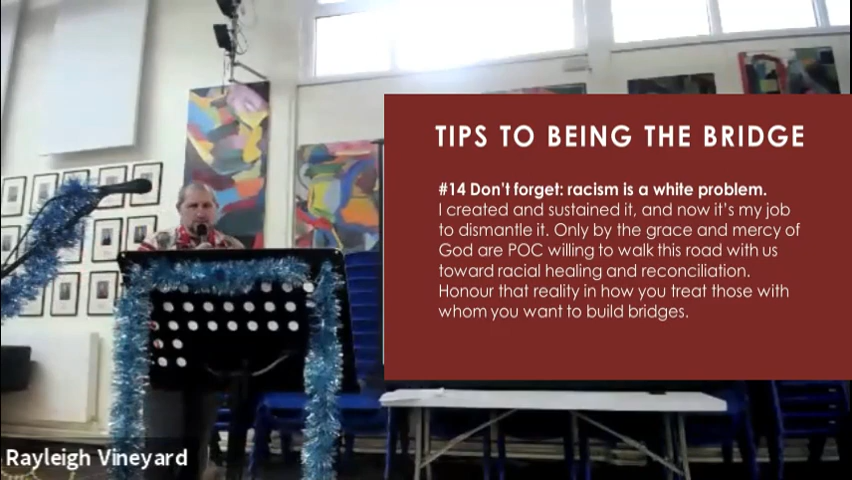 TIPS TO BEING THE BRIDGE
#14 Don't forget: racism is a white problem.
I created and sustained it, and now it's my job
to dismantle it. Only by the grace and mercy of
God are POC willing to walk this road with us
toward racial healing and reconciliation.
Honour that reality in how you treat those with
whom you want to build bridges.
Rayleigh Vineyard